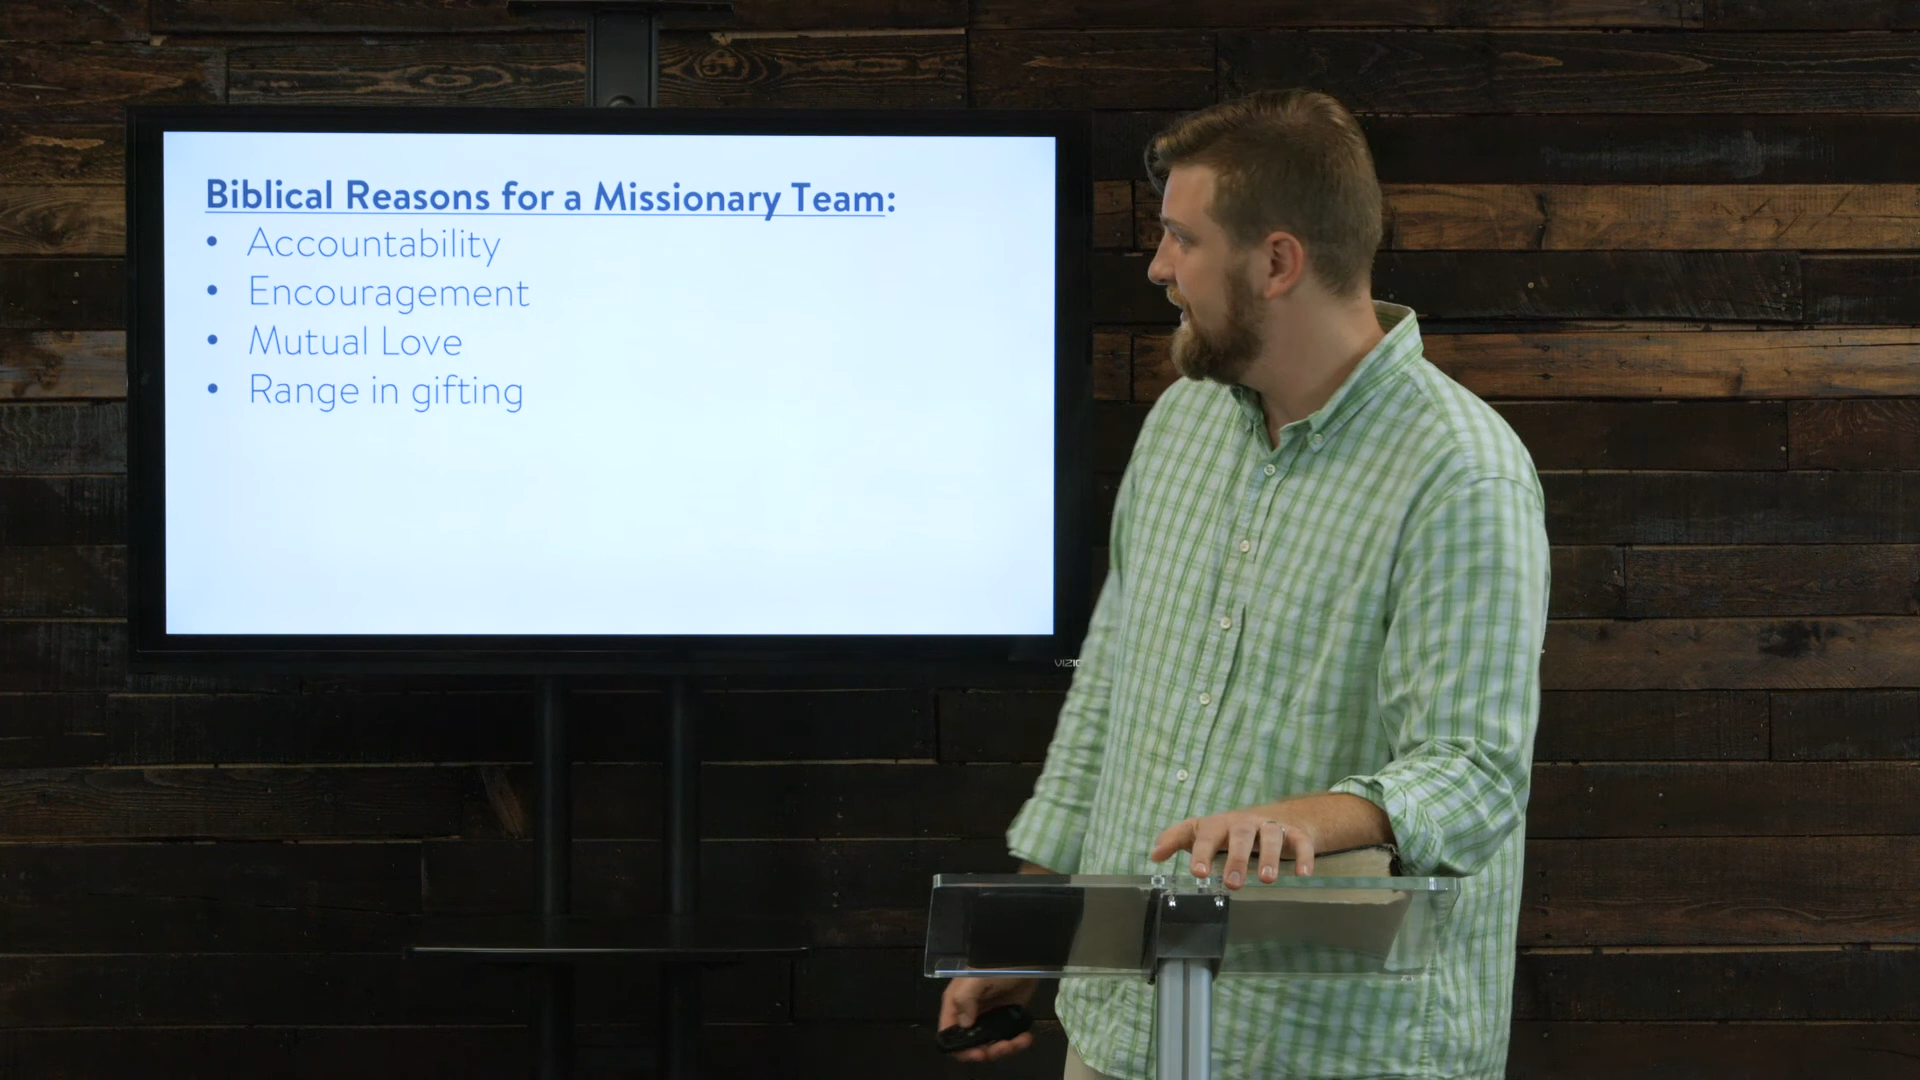 Biblical Reasons for a Missionary Team:
• Accountability
• Encouragement
• Mutual Love
• Range in gifting